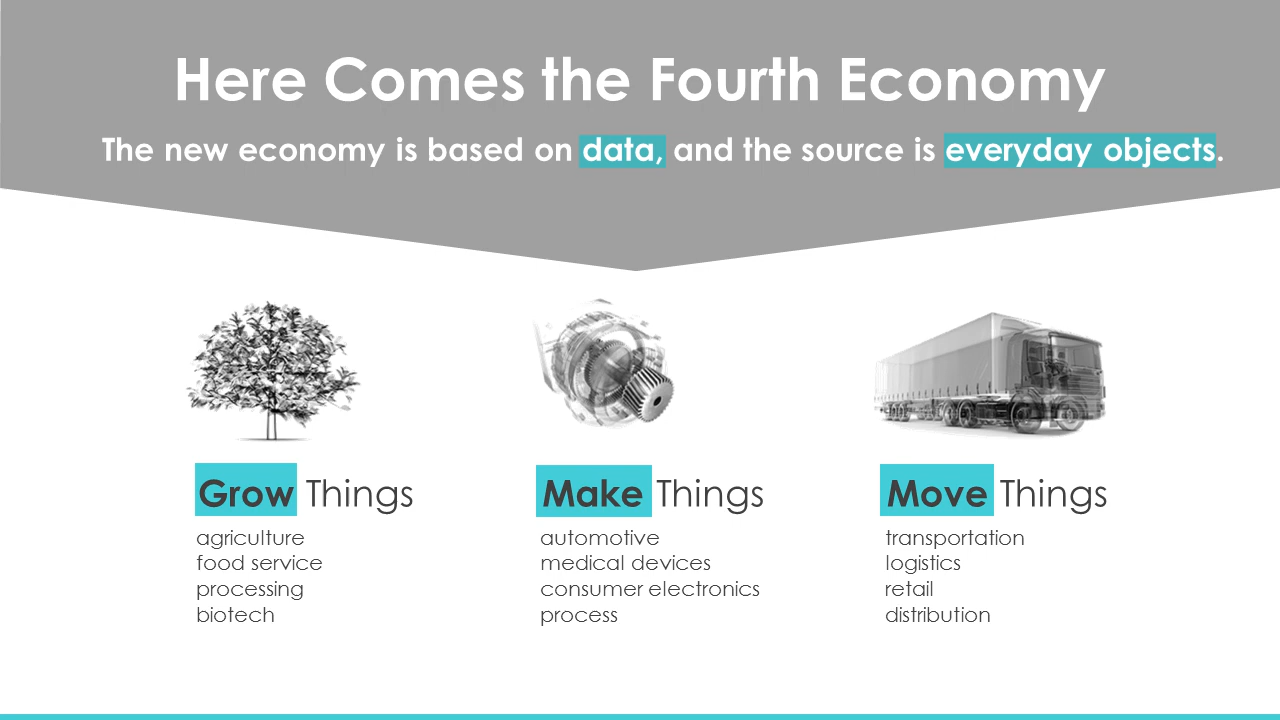 Here Comes the Fourth Economy
The new economy is based on data, and the source is everyday objects.
Grow Things
agriculture
food service
processing
biotech
Make Things
automotive
medical devices
consumer electronics
process
Move Things
transportation
logistics
retail
distribution